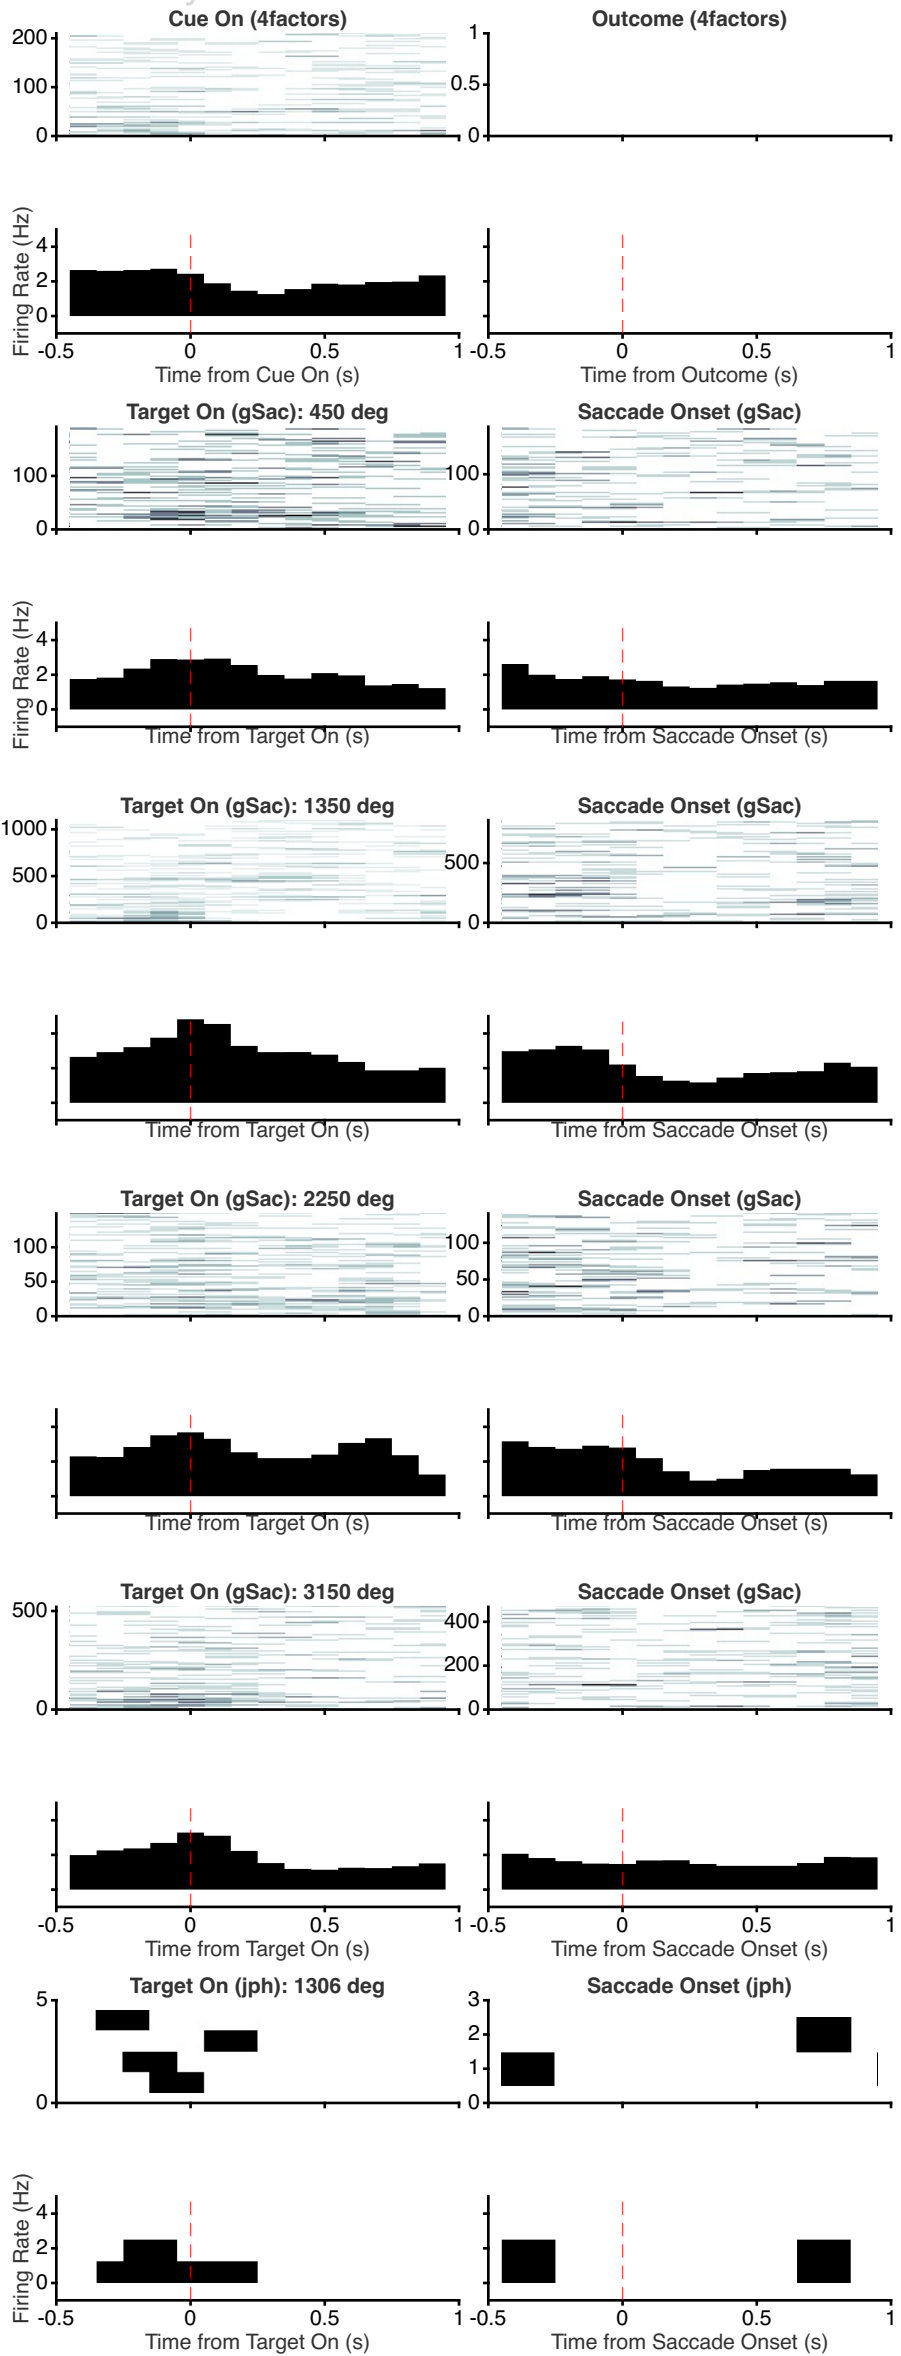 Cue On (4factors) Outcome (4factors)
200 1
100 0.5
0 0
Firing Rate (Hz)
4
2
0
-0.5 0 0.5 1 -0.5 0 0.5 1
Time from Cue On (s) Time from Outcome (s)
Target On (gSac): 450 deg Saccade Onset (gSac)
100 100
0 0
Firing Rate (Hz)
4
2
0
Time from Target On (s) Time from Saccade Onset (s)
Target On (gSac): 1350 deg Saccade Onset (gSac)
1000
500 500
0 0
Time from Target On (s) Time from Saccade Onset (s)
Target On (gSac): 2250 deg Saccade Onset (gSac)
100 100
50 50
0 0
Time from Target On (s) Time from Saccade Onset (s)
Target On (gSac): 3150 deg Saccade Onset (gSac)
500 400
200
0 0
-0.5 0 0.5 1 -0.5 0 0.5 1
Time from Target On (s) Time from Saccade Onset (s)
Target On (jph): 1306 deg Saccade Onset (jph)
5 3
2
1
0 0
Firing Rate (Hz)
4
2
0
-0.5 0 0.5 1 -0.5 0 0.5 1
Time from Target On (s) Time from Saccade Onset (s)